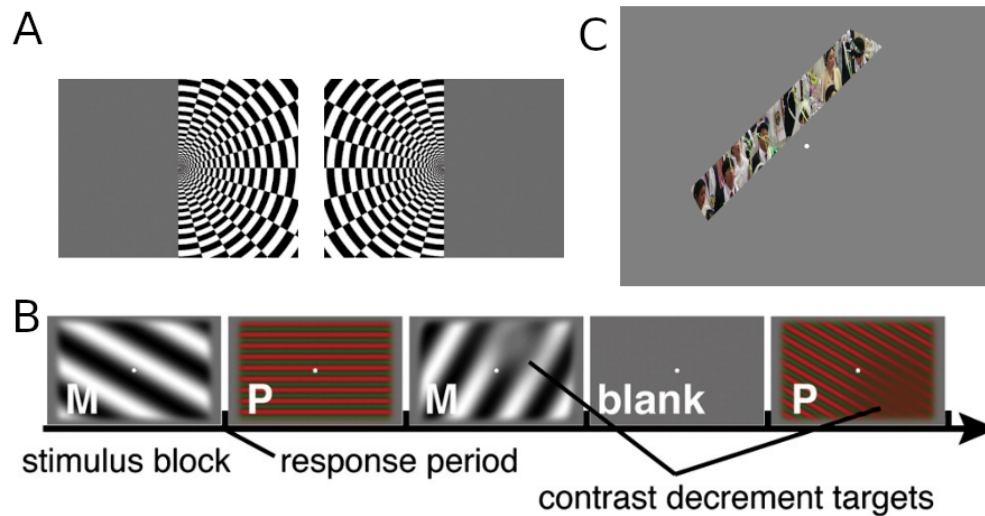 A
C
B
M
P
M
blank
P
stimulus block
response period
contrast decrement targets